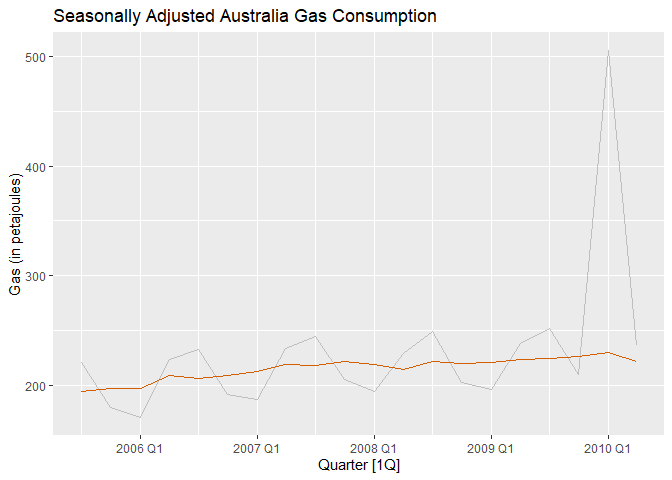 Seasonally Adjusted Australia Gas Consumption
Gas (in petajoules)
500
400
300
200
2006 Q1
2007 Q1
2008 Q1
2009 Q1
2010 Q1
Quarter [1Q]